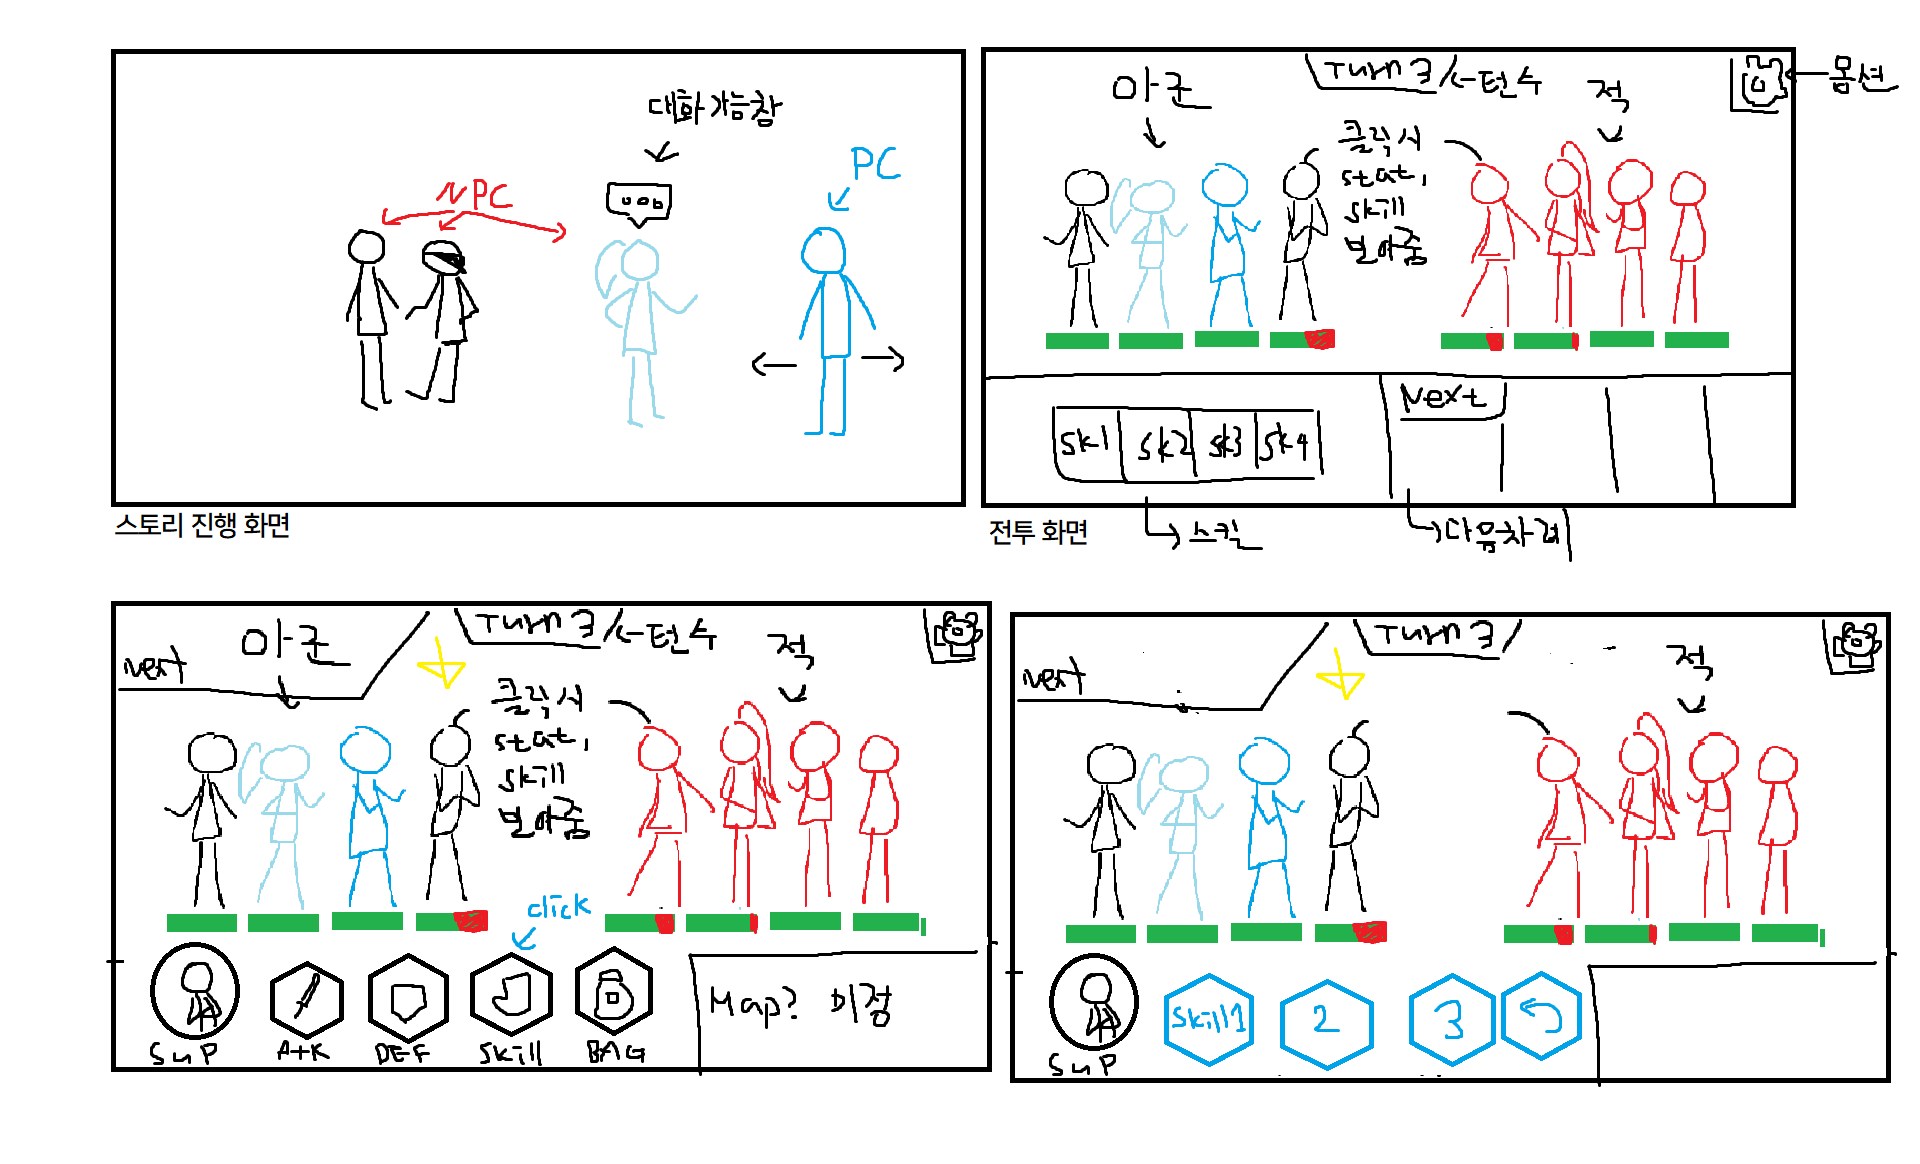 대화가능창
NPC
PC
스토리 진행 화면
아군
Turn 3
턴수
적
옵션
클릭시
stat,
skill
보여줌
Sk1
Sk2
Sk3
Sk4
Next
스킬
다음차례
전투 화면
Next
아군
Turn 3
턴수
적
클릭시
stat,
skill
보여줌
click
SuP
AtK
DEF
Skill
BAG
Map? 미정
Next
Turn 3
적
SuP
Skill1
2
3